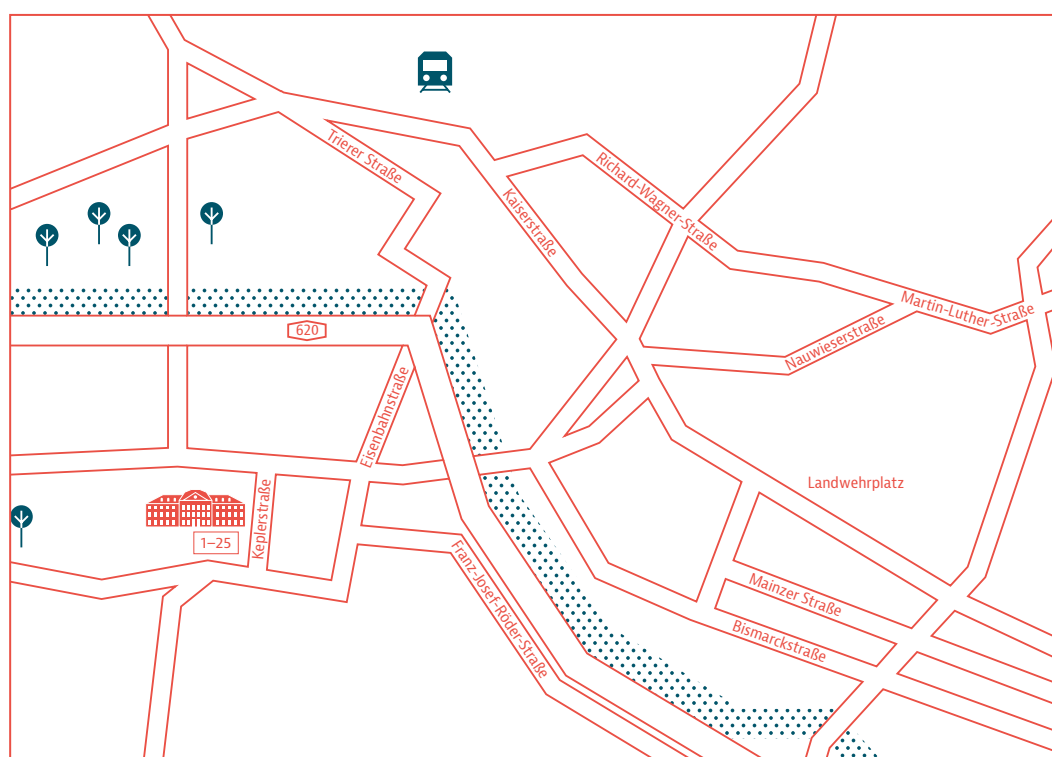 Trierer Straße
Richard-Wagner-Straße
Kaiserstraße
Martin-Luther-Straße
Nauwieserstraße
620
Eisenbahnstraße
Landwehrplatz
Keplerstraße
1–25
Franz-Josef-Röder-Straße
Mainzer Straße
Bismarckstraße